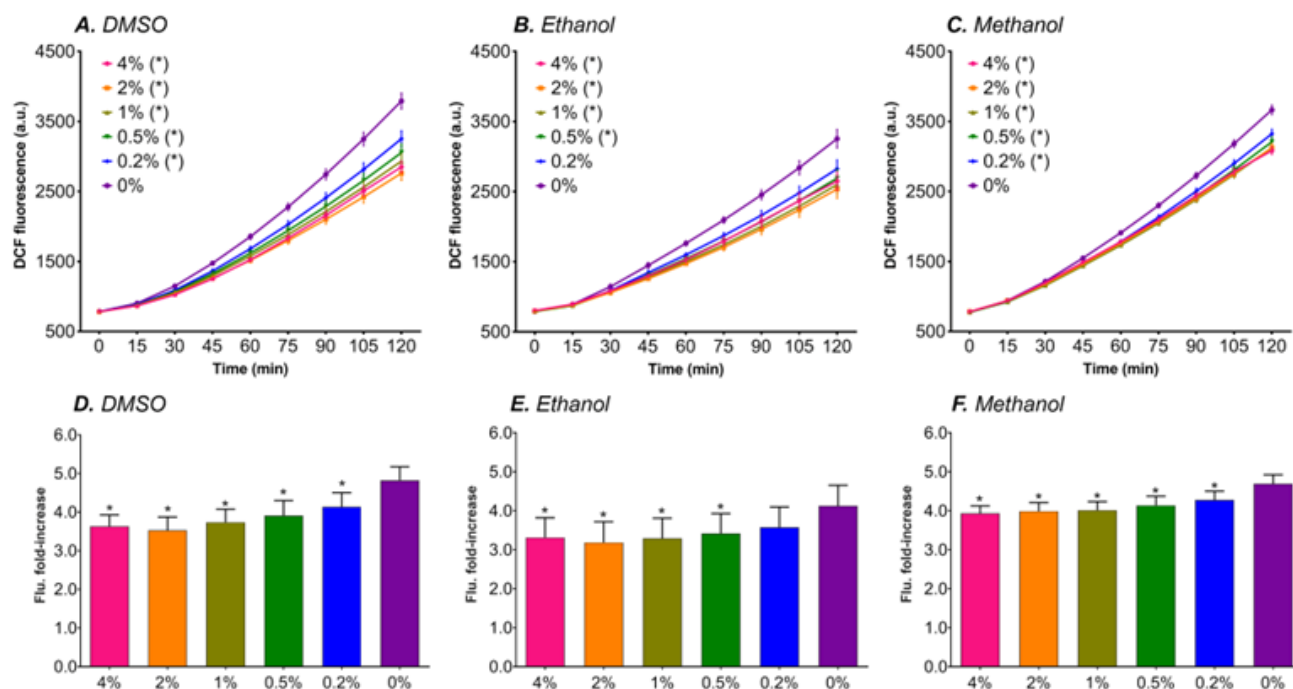 A. DMSO
4500
3500
2500
1500
500
DCF fluorescence (a.u.)
4% (*)
2% (*)
1% (*)
0.5% (*)
0.2% (*)
0%
0 15 30 45 60 75 90 105 120
Time (min)
B. Ethanol
4500
3500
2500
1500
500
DCF fluorescence (a.u.)
4% (*)
2% (*)
1% (*)
0.5% (*)
0.2%
0%
0 15 30 45 60 75 90 105 120
Time (min)
C. Methanol
4500
3500
2500
1500
500
DCF fluorescence (a.u.)
4% (*)
2% (*)
1% (*)
0.5% (*)
0.2% (*)
0%
0 15 30 45 60 75 90 105 120
Time (min)
D. DMSO
6.0
5.0
4.0
3.0
2.0
1.0
0.0
Flu. fold-increase
* * * * *
4% 2% 1% 0.5% 0.2% 0%
E. Ethanol
6.0
5.0
4.0
3.0
2.0
1.0
0.0
Flu. fold-increase
* * * *
4% 2% 1% 0.5% 0.2% 0%
F. Methanol
6.0
5.0
4.0
3.0
2.0
1.0
0.0
Flu. fold-increase
* * * * *
4% 2% 1% 0.5% 0.2% 0%